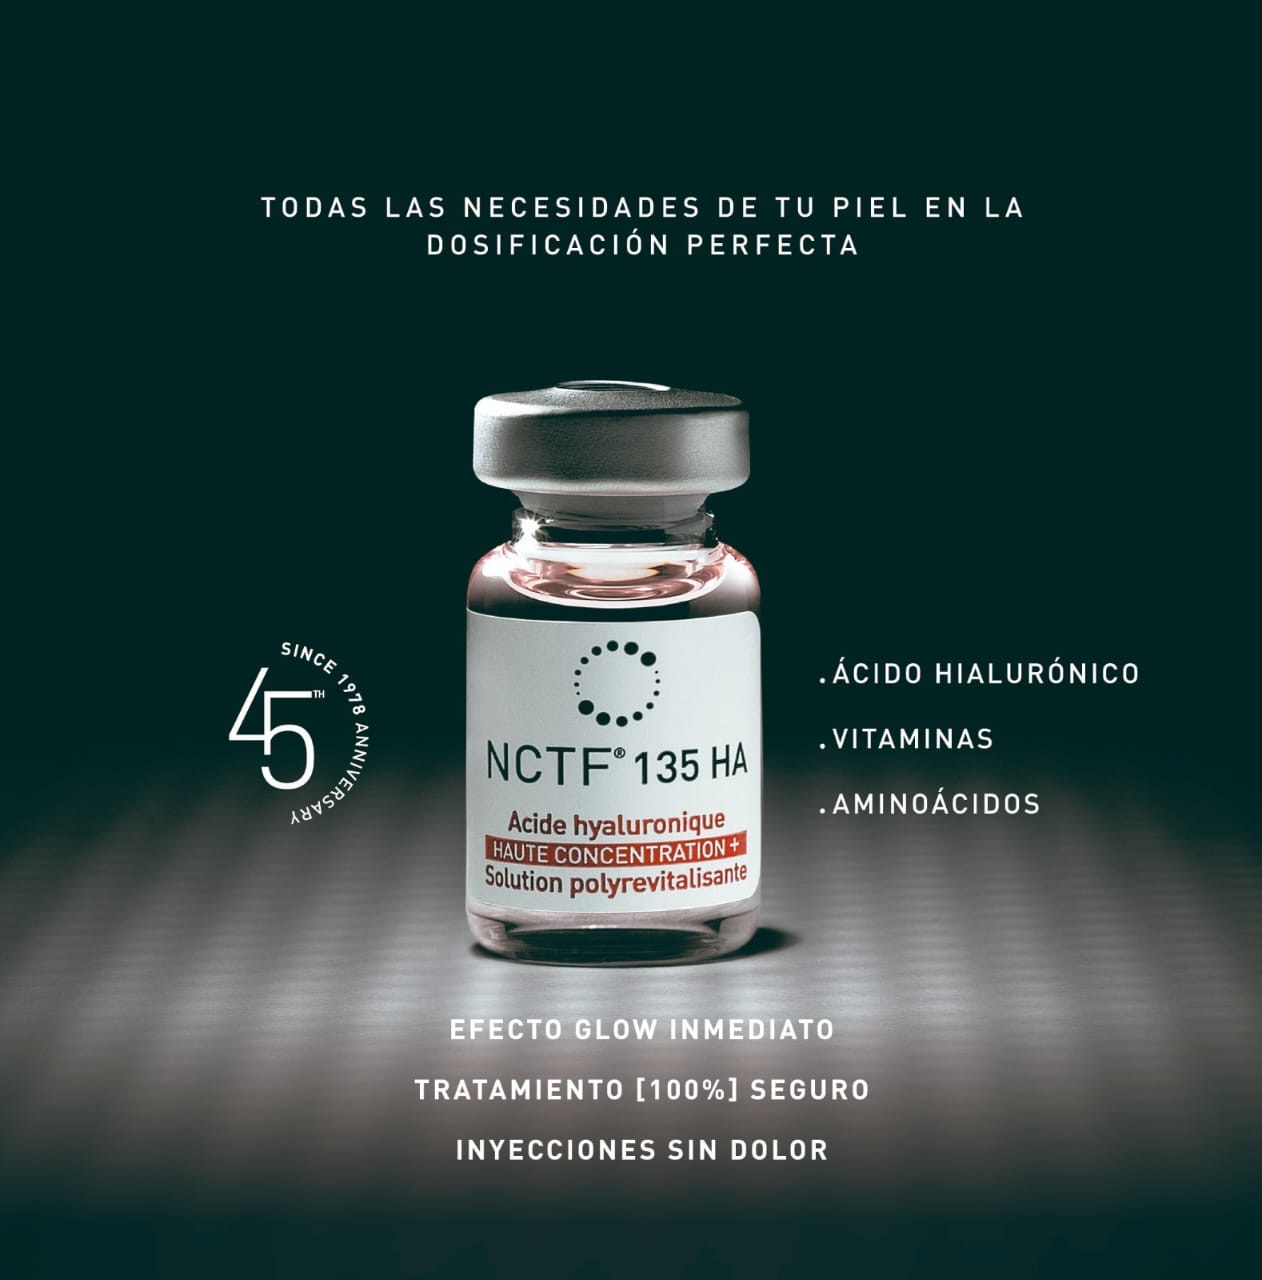 TODAS LAS NECESIDADES DE TU PIEL EN LA
DOSIFICACIÓN PERFECTA
45TH
SINCE 1978 ANNIVERSARY
NCTF® 135 HA
Acide hyaluronique
HAUTE CONCENTRATION +
Solution polyrevitalisante
.ÁCIDO HIALURÓNICO
.VITAMINAS
.AMINOÁCIDOS
EFECTO GLOW INMEDIATO
TRATAMIENTO [100%] SEGURO
INYECCIONES SIN DOLOR